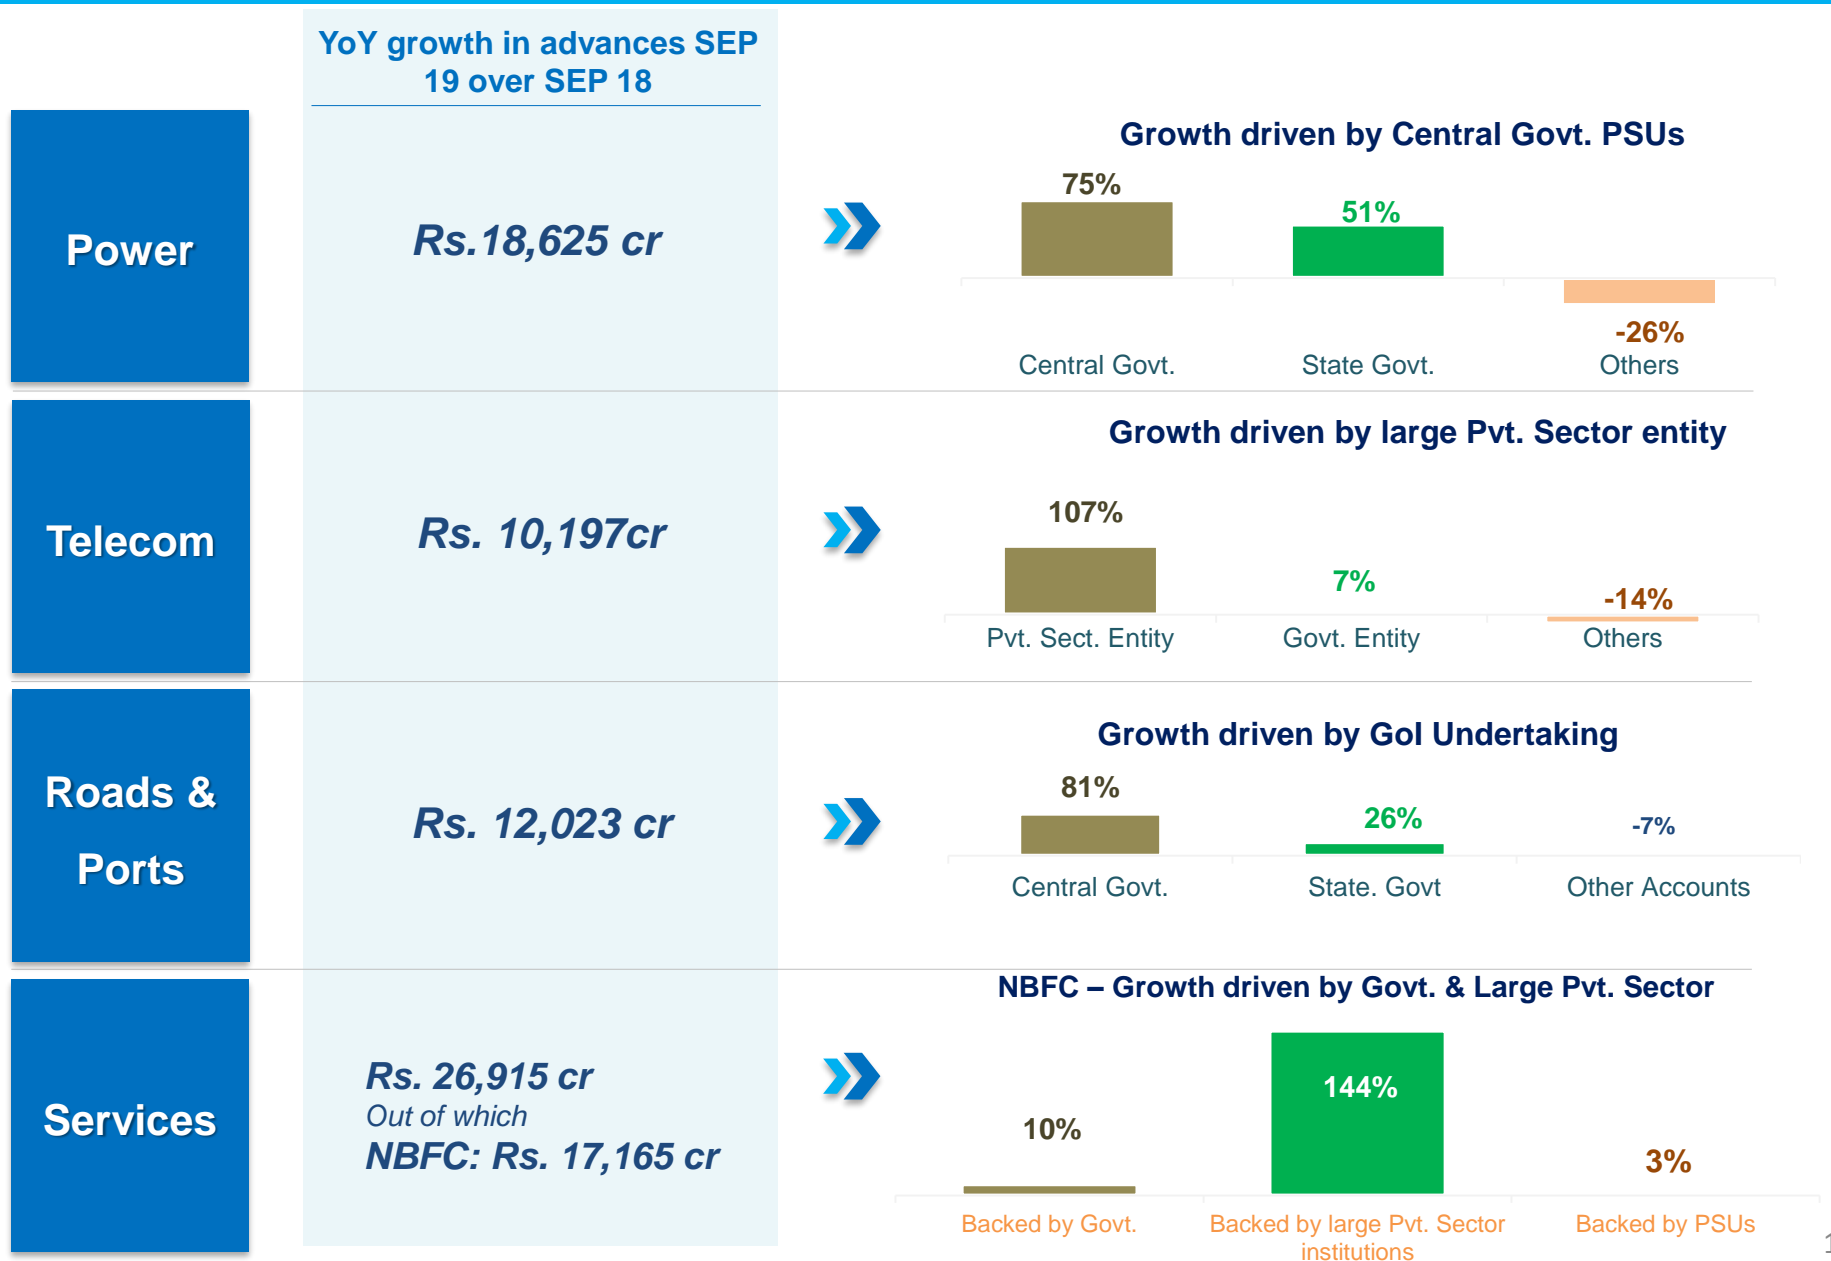 YoY growth in advances SEP
19 over SEP 18
Power
Rs.18,625 cr
Growth driven by Central Govt. PSUs
75%
51%
-26%
Central Govt.
State Govt.
Others
Telecom
Rs. 10,197cr
Growth driven by large Pvt. Sector entity
107%
7%
-14%
Pvt. Sect. Entity
Govt. Entity
Others
Roads &
Ports
Rs. 12,023 cr
Growth driven by GoI Undertaking
81%
26%
-7%
Central Govt.
State. Govt
Other Accounts
Services
Rs. 26,915 cr
Out of which
NBFC: Rs. 17,165 cr
NBFC – Growth driven by Govt. & Large Pvt. Sector
10%
144%
3%
Backed by Govt.
Backed by large Pvt. Sector
institutions
Backed by PSUs